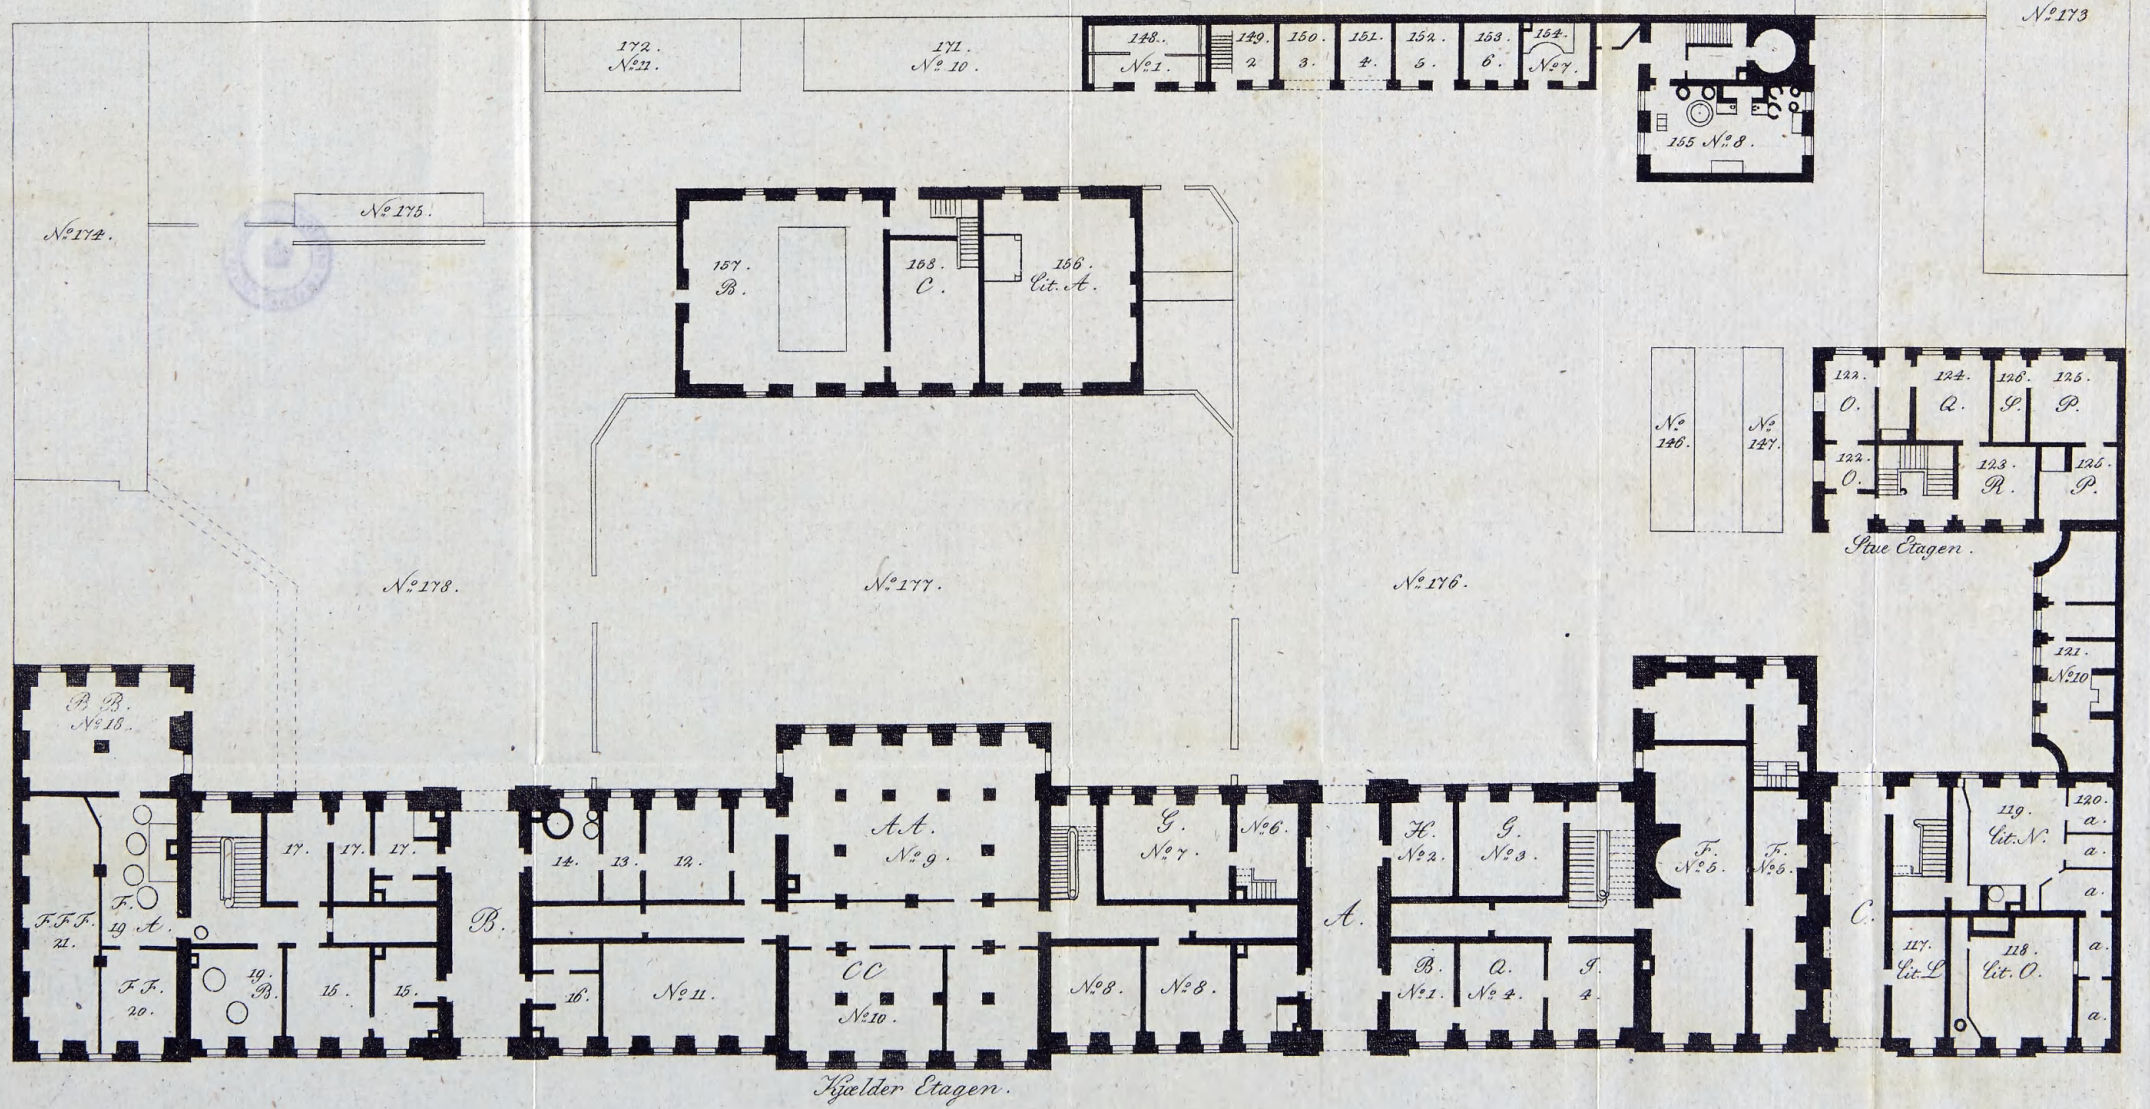 172.
No 11.
171.
No 10.
148.
No 1.
149.
2
150.
3.
151.
4.
152.
5.
153
6.
154.
No 7.
No 173
155 No 8.
No 174.
No 175.
157.
B.
158.
C.
156.
Lit. A.
No
146.
No
147.
122.
O.
124.
Q.
126.
S.
125.
P.
122.
O.
123.
R.
125.
P.
Stue Etagen.
No 178.
No 177.
No 176.
121.
No 10
B B.
No 18.
F.F.F.
21.
F.
19 A.
F F.
20.
17.
17.
17.
19.
B.
15.
15.
B.
14.
13.
12.
16.
No 11.
AA.
No 9
CC
No 10.
G.
No 7.
No 6.
No 8.
No 8.
A.
H.
No 2.
G.
No 3.
B.
No 1.
Q.
No 4.
4.
F.
No 5.
F.
No 5.
C.
119.
Lit. N.
120.
a.
a.
a.
117.
Lit. L
118.
Lit. O.
a.
a.
Kjælder Etagen.